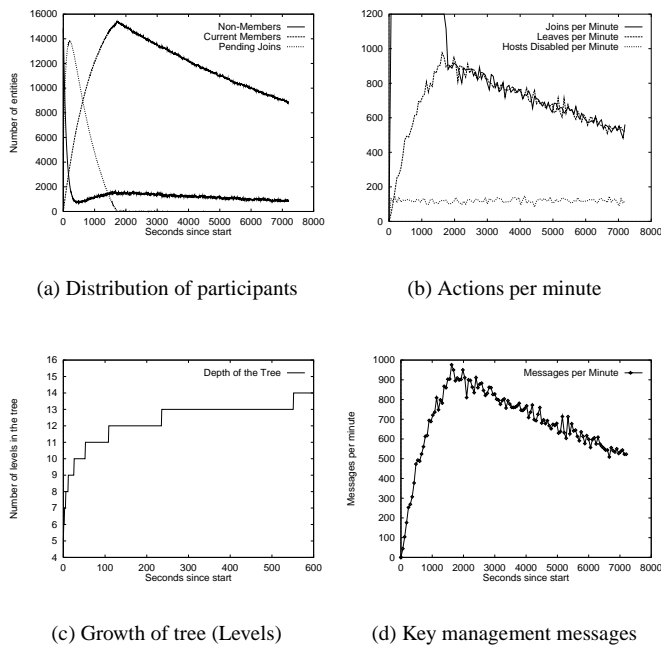 Non-Members
Current Members
Pending Joins
Number of entities
16000
14000
12000
10000
8000
6000
4000
2000
0
0 1000 2000 3000 4000 5000 6000 7000 8000
Seconds since start
(a) Distribution of participants
Joins per Minute
Leaves per Minute
Hosts Disabled per Minute
1200
1000
800
600
400
200
0
0 1000 2000 3000 4000 5000 6000 7000 8000
(b) Actions per minute
Depth of the Tree
Number of levels in the tree
16
15
14
13
12
11
10
9
8
7
6
5
4
0 100 200 300 400 500 600
Seconds since start
(c) Growth of tree (Levels)
Messages per Minute
Messages per minute
1000
900
800
700
600
500
400
300
200
100
0
0 1000 2000 3000 4000 5000 6000 7000 8000
Seconds since start
(d) Key management messages